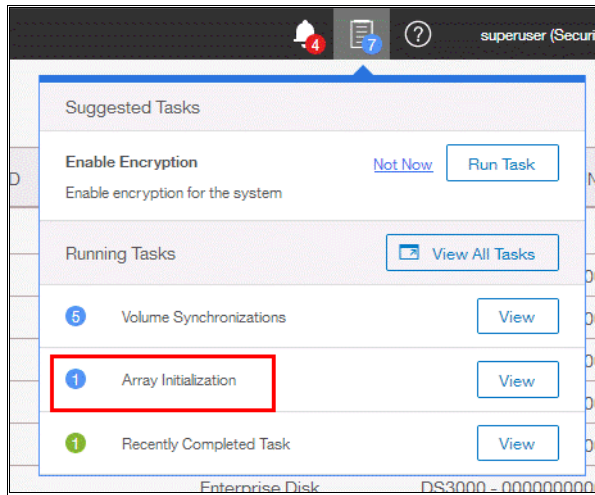 4
7
?
superuser (Securi
Suggested Tasks
Enable Encryption
Not Now
Run Task
Enable encryption for the system
Running Tasks
View All Tasks
5 Volume Synchronizations View
1 Array Initialization View
1 Recently Completed Task View
Enterprise Disk DS3000 - 000000000